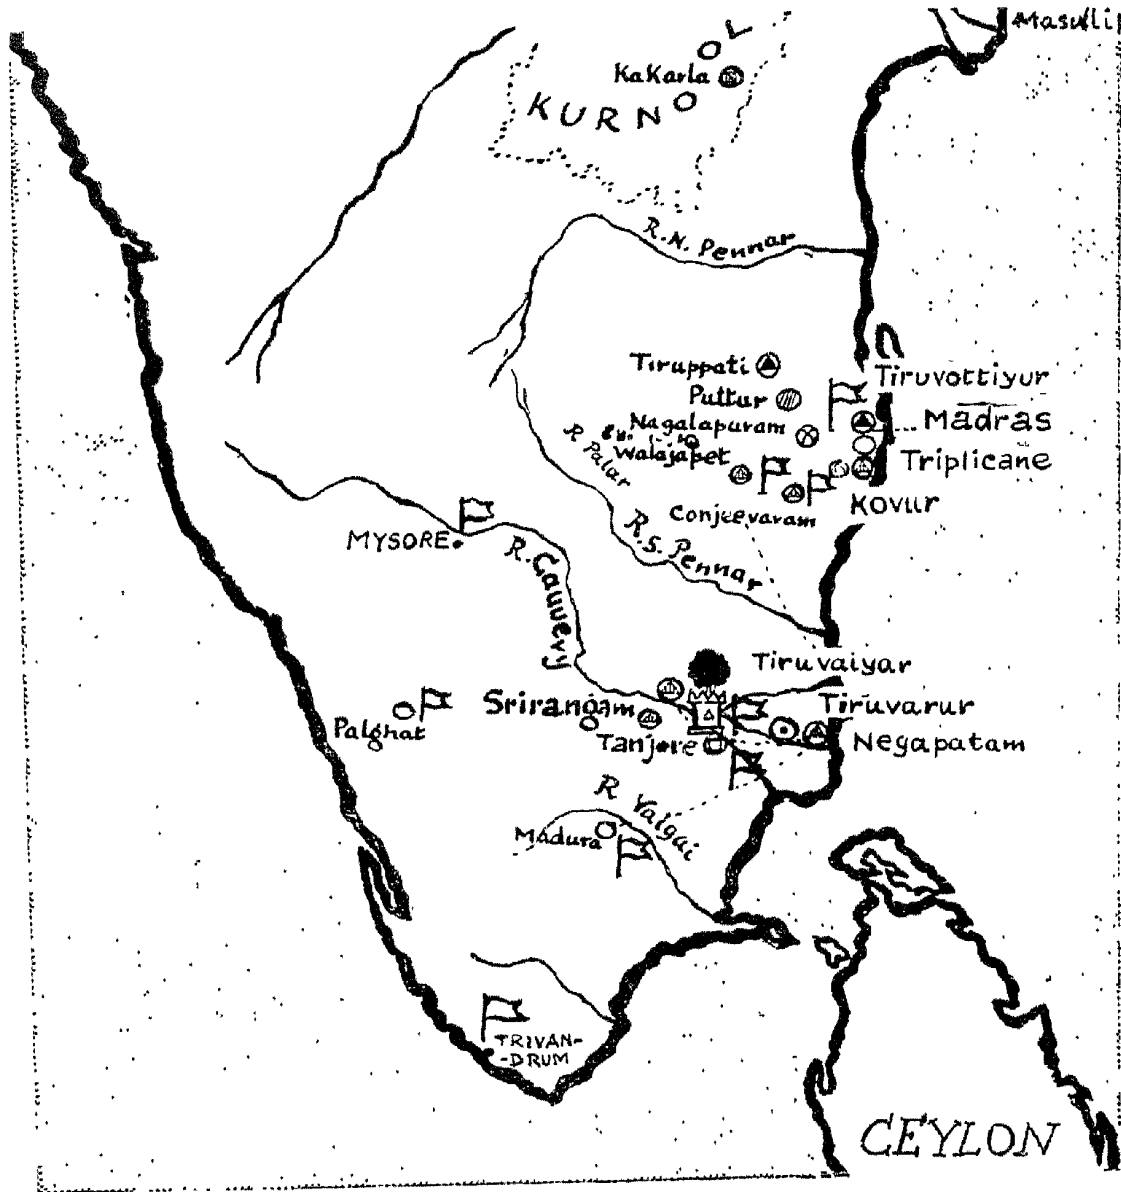 Masuli
KaKarla
KURNOOL
R. N. Pennar
Tiruppati
Tiruvottiyur
Puttur
Madras
Nagalapuram
Walajapet
Triplicane
R Palar
Kovur
Conjeevaram
R. S. Pennar
MYSORE
R. Cauvery
Tiruvaiyar
Srirangam
Tiruvarur
Palghat
Tanjore
Negapatam
R Vaigai
Madura
TRIVAN-
-DRUM
CEYLON